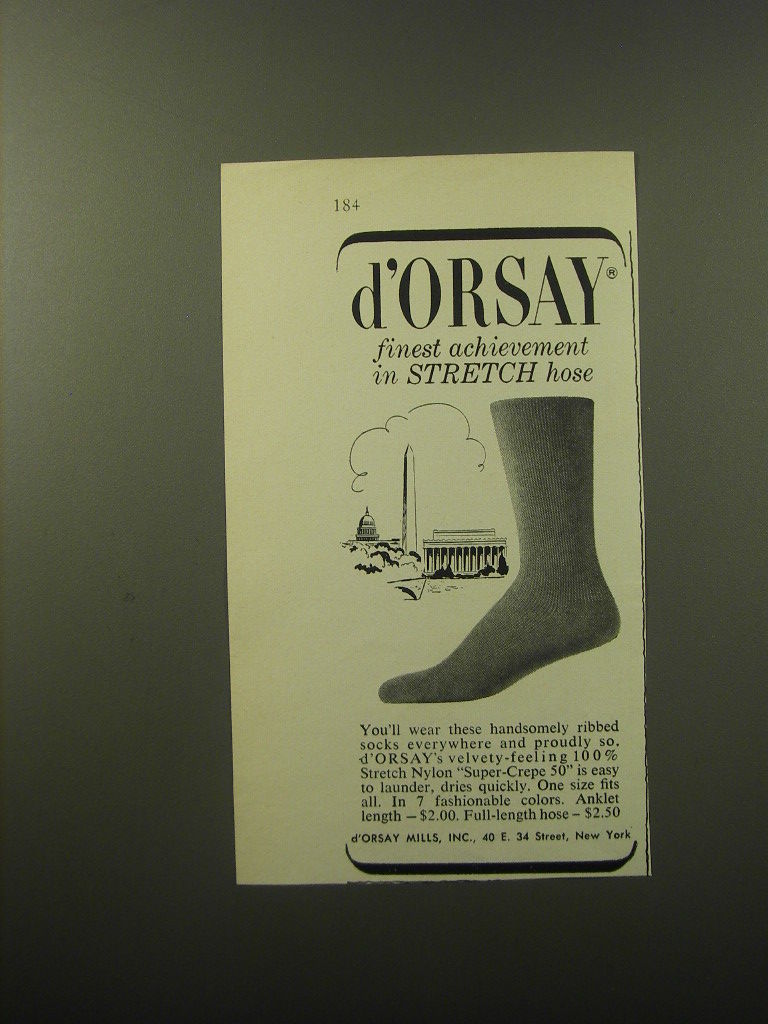 184
d'ORSAY®
finest achievement
in STRETCH hose
You'll wear these handsomely ribbed
socks everywhere and proudly so.
d'ORSAY's velvety-feeling 100%
Stretch Nylon "Super-Crepe 50" is easy
to launder, dries quickly. One size fits
all. In 7 fashionable colors. Anklet
length – $2.00. Full-length hose – $2.50
d'ORSAY MILLS, INC., 40 E. 34 Street, New York